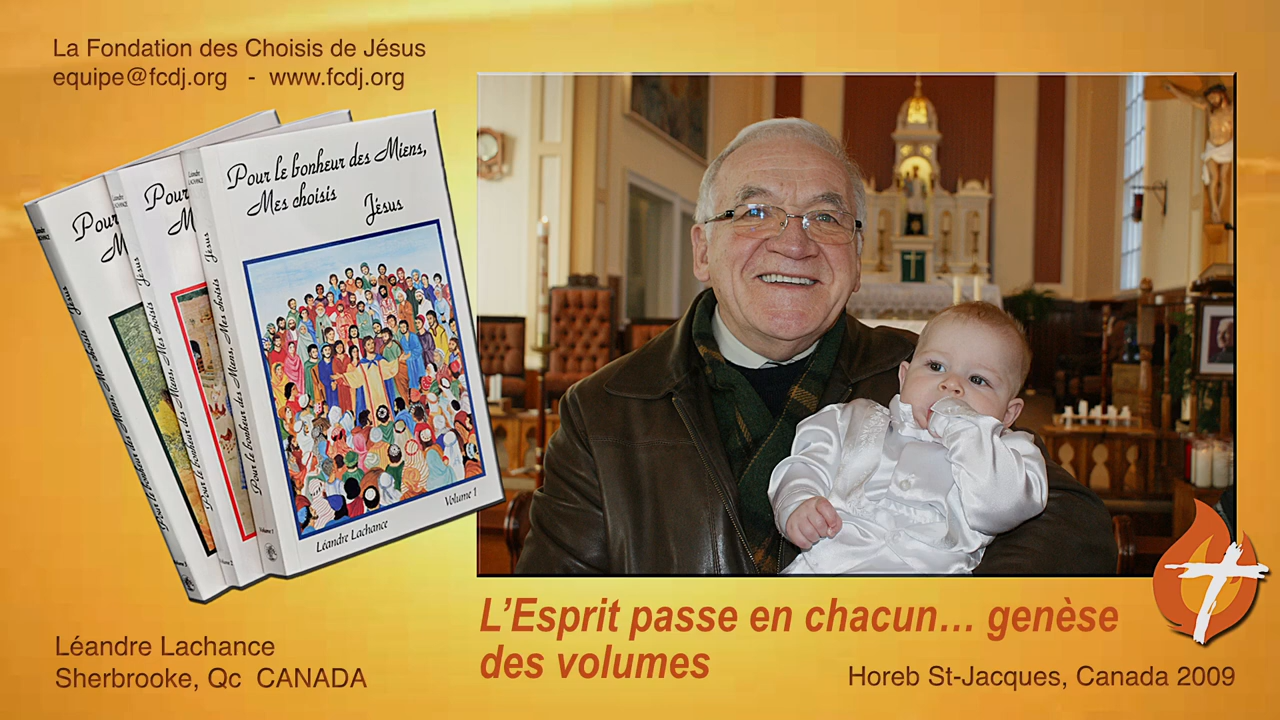 La Fondation des Choisis de Jésus
equipe@fcdj.org - www.fcdj.org
Pour le bonheur des Miens,
Mes choisis
Jésus
Volume 1
Léandre Lachance
Pour le bonheur des Miens, Mes choisis Jésus
Léandre Lachance
Sherbrooke, Qc CANADA
L’Esprit passe en chacun… genèse
des volumes
Horeb St-Jacques, Canada 2009